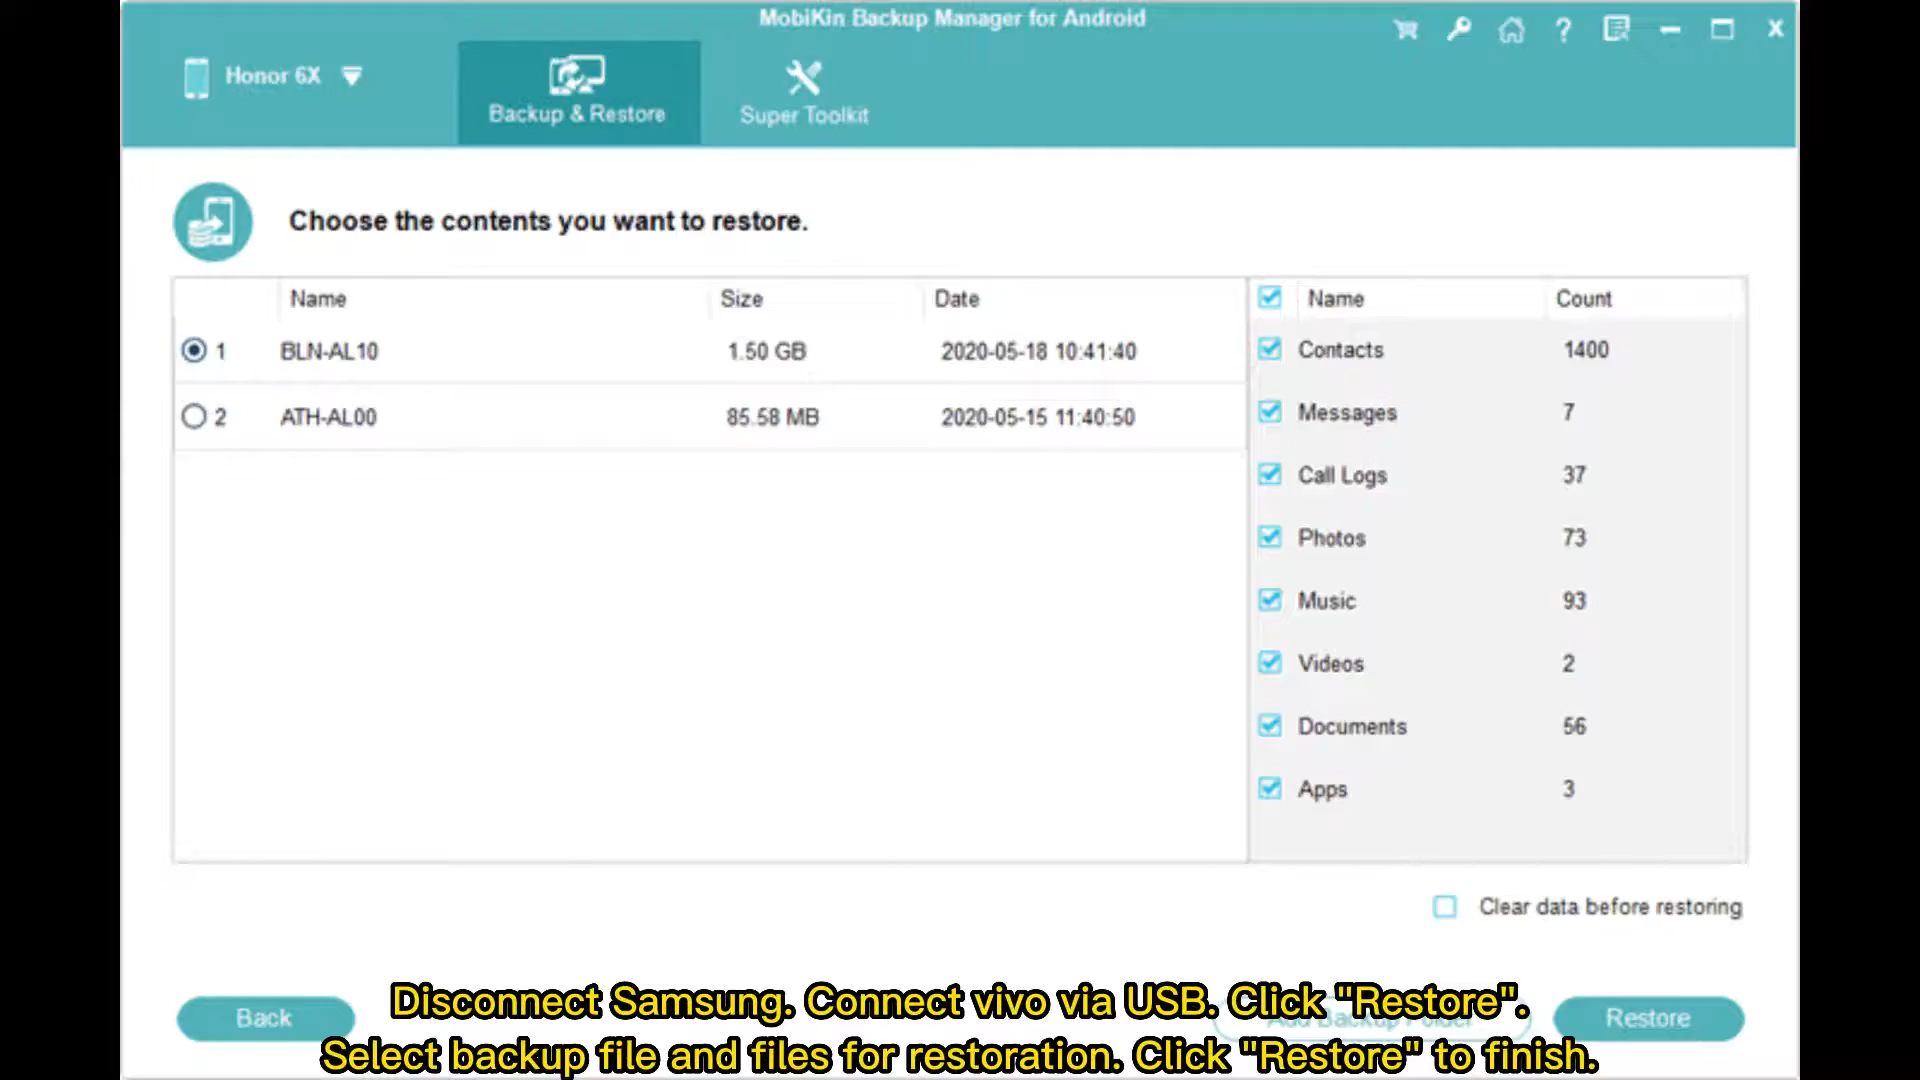 MobiKin Backup Manager for Android
?
X
Honor 6X
Backup & Restore
Super Toolkit
Choose the contents you want to restore.
Name Size Date Name Count
1 BLN-AL10 1.50 GB 2020-05-18 10:41:40
2 ATH-AL00 85.58 MB 2020-05-15 11:40:50
Contacts 1400
Messages 7
Call Logs 37
Photos 73
Music 93
Videos 2
Documents 56
Apps 3
Clear data before restoring
Back
Add Backup Folder
Restore
Disconnect Samsung. Connect vivo via USB. Click "Restore".
Select backup file and files for restoration. Click "Restore" to finish.